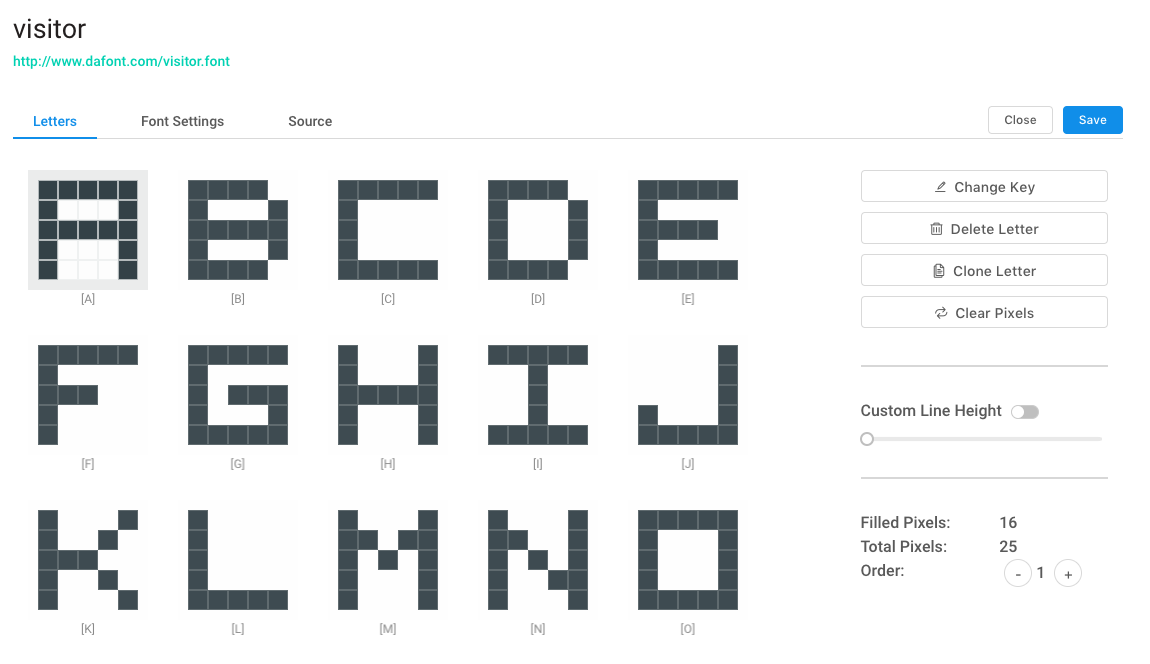 visitor
http://www.dafont.com/visitor.font
Letters Font Settings Source Close Save
[A] [B] [C] [D] [E]
[F] [G] [H] [I] [J]
[K] [L] [M] [N] [O]
Change Key
Delete Letter
Clone Letter
Clear Pixels
Custom Line Height
Filled Pixels: 16
Total Pixels: 25
Order: - 1 +